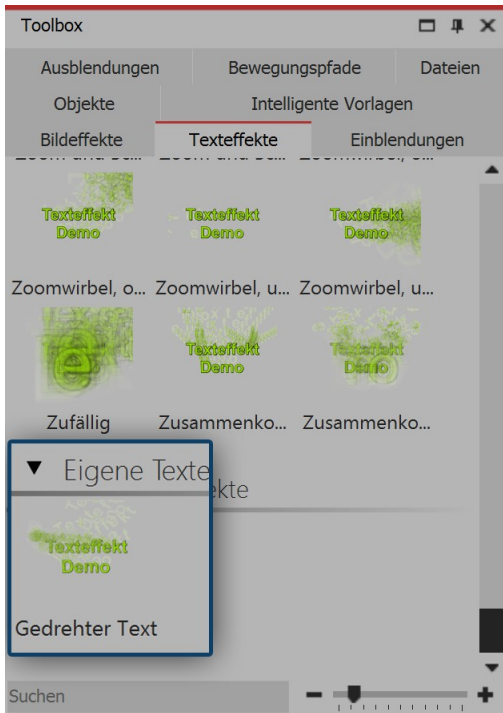 Toolbox
Ausblendungen Bewegungspfade Dateien
Objekte Intelligente Vorlagen
Bildeffekte Texteffekte Einblendungen
Texteffekt Texteffekt Texteffekt
Demo Demo Demo
Zoomwirbel, o... Zoomwirbel, u... Zoomwirbel, u...
e Texteffekt Texteffekt
Demo Demo
Zufällig Zusammenko... Zusammenko...
Eigene Texte
kte
Texteffekt
Demo
Gedrehter Text
Suchen